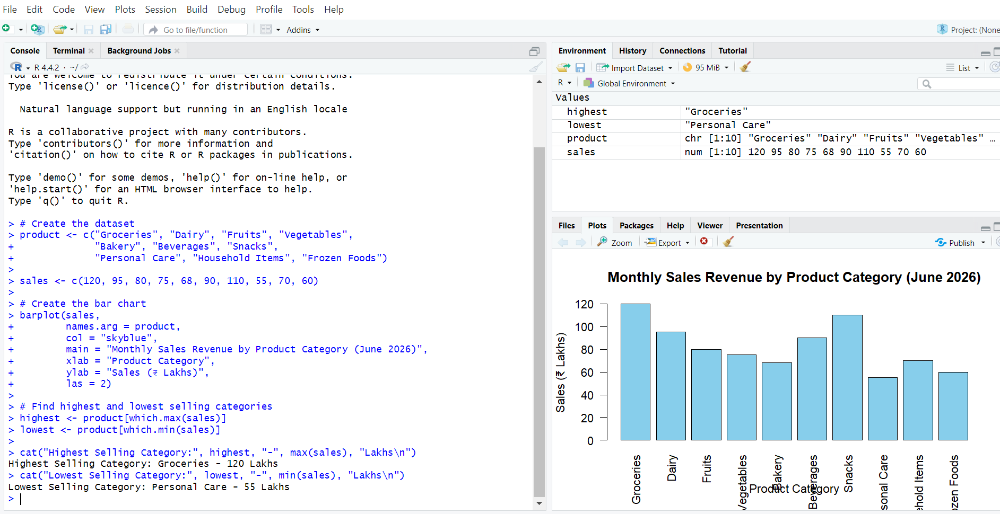 File Edit Code View Plots Session Build Debug Profile Tools Help
Go to file/function Addins Project: (None
Console Terminal Background Jobs
R 4.4.2 · ~/
You are welcome to redistribute it under certain conditions.
Type 'license()' or 'licence()' for distribution details.
Natural language support but running in an English locale
R is a collaborative project with many contributors.
Type 'contributors()' for more information and
'citation()' on how to cite R or R packages in publications.
Type 'demo()' for some demos, 'help()' for on-line help, or
'help.start()' for an HTML browser interface to help.
Type 'q()' to quit R.
> # Create the dataset
> product <- c("Groceries", "Dairy", "Fruits", "Vegetables",
+ "Bakery", "Beverages", "Snacks",
+ "Personal Care", "Household Items", "Frozen Foods")
>
> sales <- c(120, 95, 80, 75, 68, 90, 110, 55, 70, 60)
>
> # Create the bar chart
> barplot(sales,
+ names.arg = product,
+ col = "skyblue",
+ main = "Monthly Sales Revenue by Product Category (June 2026)",
+ xlab = "Product Category",
+ ylab = "Sales (₹ Lakhs)",
+ las = 2)
>
> # Find highest and lowest selling categories
> highest <- product[which.max(sales)]
> lowest <- product[which.min(sales)]
>
> cat("Highest Selling Category:", highest, "-", max(sales), "Lakhs\n")
Highest Selling Category: Groceries - 120 Lakhs
> cat("Lowest Selling Category:", lowest, "-", min(sales), "Lakhs\n")
Lowest Selling Category: Personal Care - 55 Lakhs
>
Environment History Connections Tutorial
Import Dataset 95 MiB List
R Global Environment
Values
highest "Groceries"
lowest "Personal Care"
product chr [1:10] "Groceries" "Dairy" "Fruits" "Vegetables" …
sales num [1:10] 120 95 80 75 68 90 110 55 70 60
Files Plots Packages Help Viewer Presentation
Zoom Export Publish
Monthly Sales Revenue by Product Category (June 2026)
Sales (₹ Lakhs)
120
100
80
60
40
20
0
Groceries
Dairy
Fruits
Vegetables
Bakery
Beverages
Snacks
sonal Care
hold Items
zen Foods
Product Category